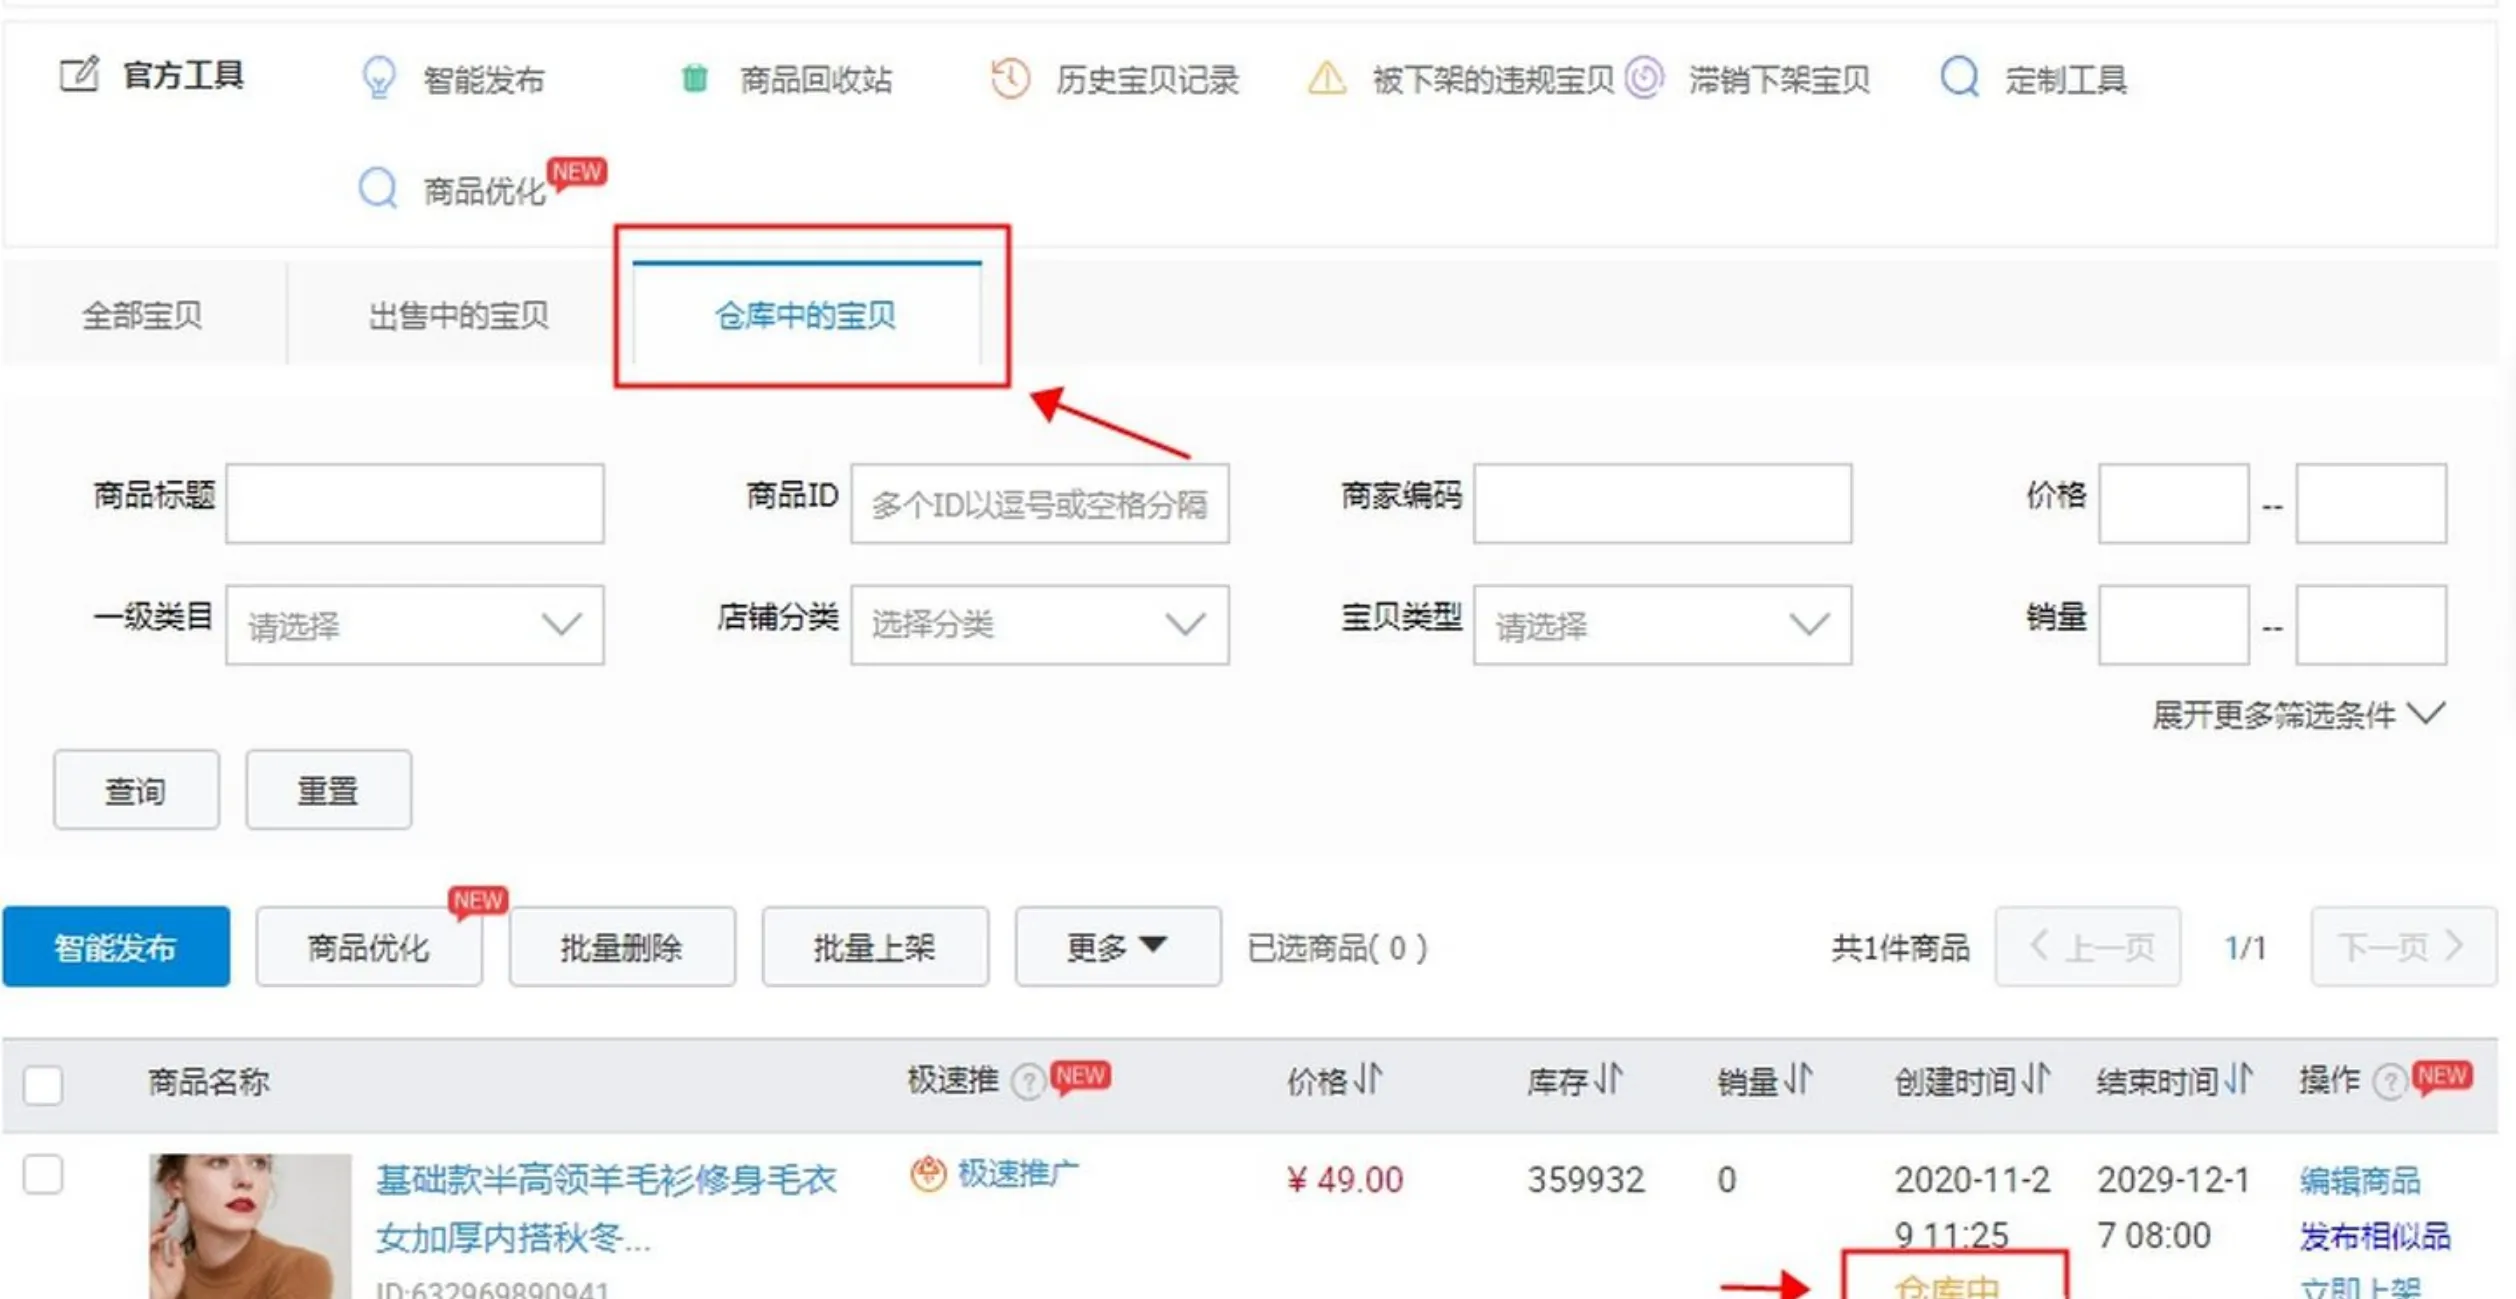 官方工具 智能发布 商品回收站 历史宝贝记录 被下架的违规宝贝 滞销下架宝贝 定制工具
商品优化 NEW
全部宝贝 出售中的宝贝 仓库中的宝贝
商品标题 商品ID 多个ID以逗号或空格分隔 商家编码 价格 --
一级类目 请选择 店铺分类 选择分类 宝贝类型 请选择 销量 --
展开更多筛选条件
查询 重置
智能发布 商品优化 NEW 批量删除 批量上架 更多 已选商品( 0 ) 共1件商品 上一页 1/1 下一页
商品名称 极速推 ? NEW 价格 库存 销量 创建时间 结束时间 操作 ? NEW
基础款半高领羊毛衫修身毛衣 极速推广 ¥ 49.00 359932 0 2020-11-2 2029-12-1 编辑商品
女加厚内搭秋冬... 9 11:25 7 08:00 发布相似品
ID:632969890941 仓库中 立即上架